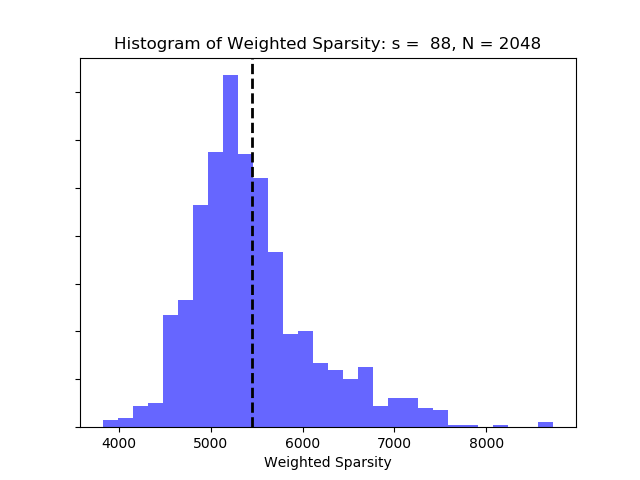 Histogram of Weighted Sparsity: s =  88, N = 2048
4000 5000 6000 7000 8000
Weighted Sparsity